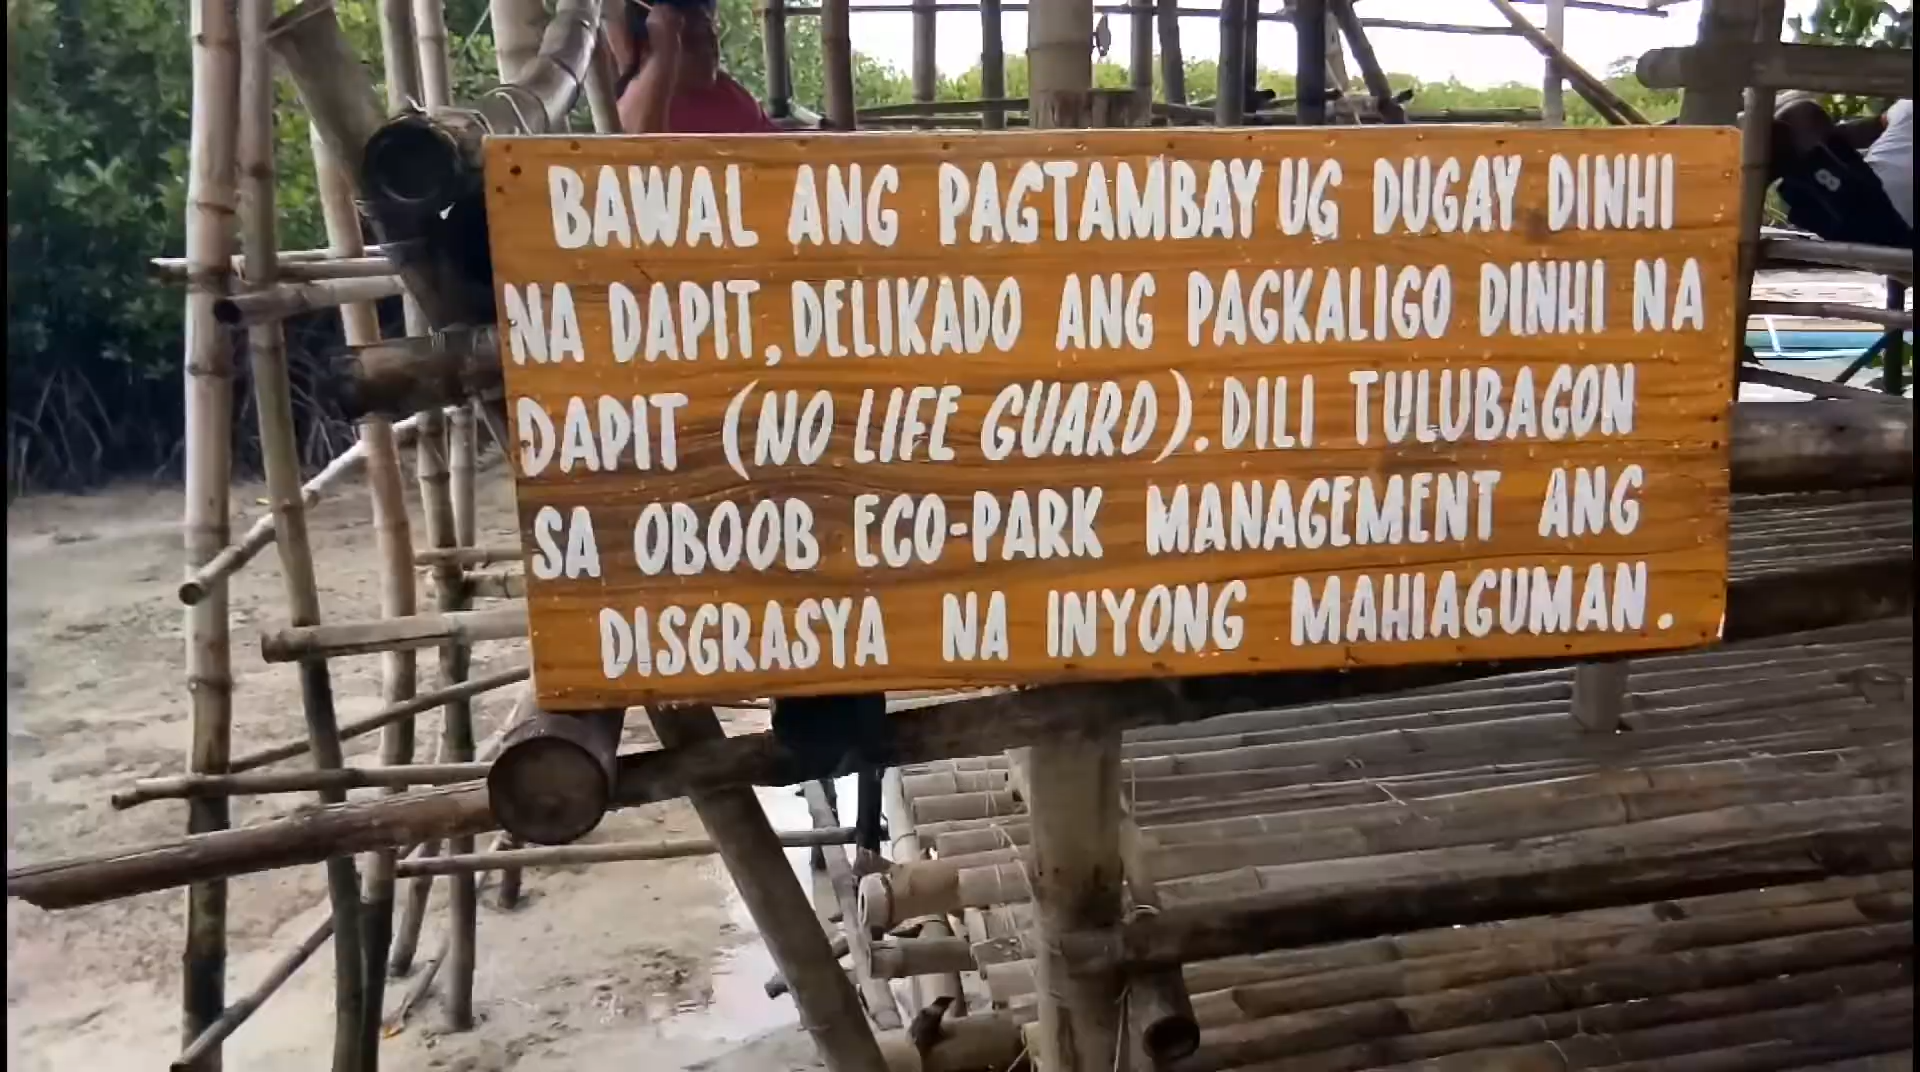 BAWAL ANG PAGTAMBAY UG DUGAY DINHI
NA DAPIT, DELIKADO ANG PAGKALIGO DINHI NA
DAPIT (NO LIFE GUARD). DILI TULUBAGON
SA OBOOB ECO-PARK MANAGEMENT ANG
DISGRASYA NA INYONG MAHIAGUMAN.
8